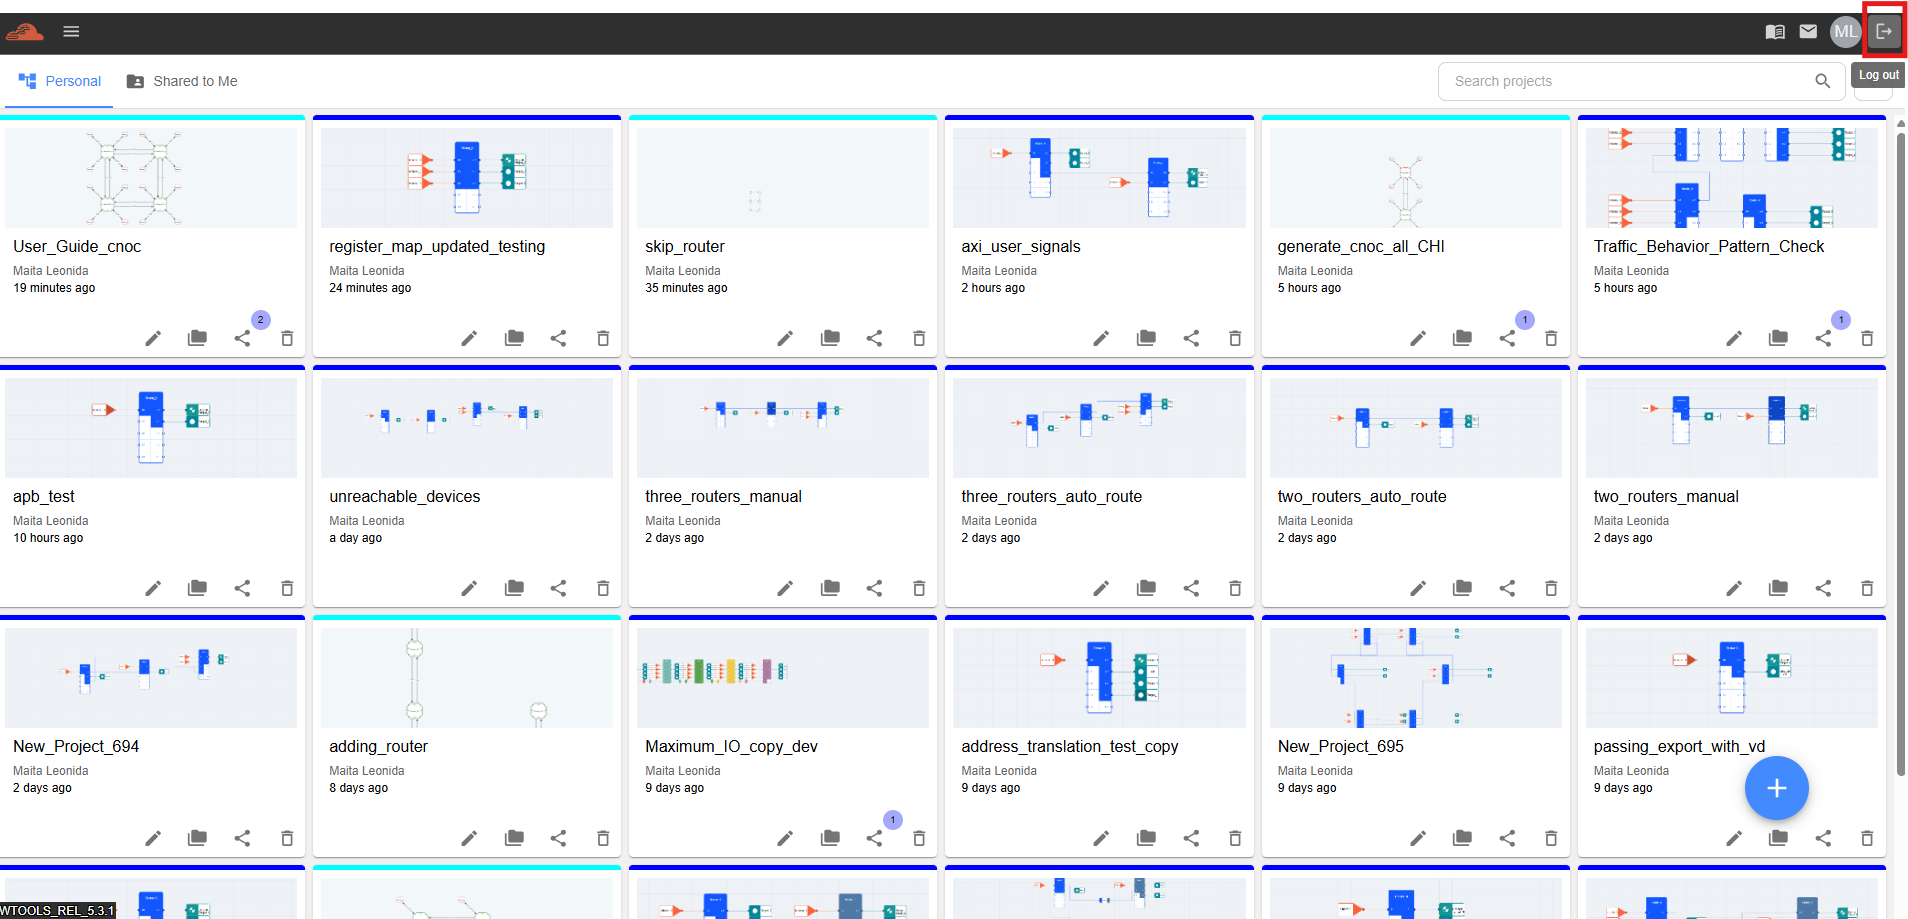 ML
Log out
Personal
Shared to Me
Search projects
User_Guide_cnoc
Maita Leonida
19 minutes ago
2
register_map_updated_testing
Maita Leonida
24 minutes ago
skip_router
Maita Leonida
35 minutes ago
axi_user_signals
Maita Leonida
2 hours ago
generate_cnoc_all_CHI
Maita Leonida
5 hours ago
1
Traffic_Behavior_Pattern_Check
Maita Leonida
5 hours ago
1
apb_test
Maita Leonida
10 hours ago
unreachable_devices
Maita Leonida
a day ago
three_routers_manual
Maita Leonida
2 days ago
three_routers_auto_route
Maita Leonida
2 days ago
two_routers_auto_route
Maita Leonida
2 days ago
two_routers_manual
Maita Leonida
2 days ago
New_Project_694
Maita Leonida
2 days ago
adding_router
Maita Leonida
8 days ago
Maximum_IO_copy_dev
Maita Leonida
9 days ago
1
address_translation_test_copy
Maita Leonida
9 days ago
New_Project_695
Maita Leonida
9 days ago
passing_export_with_vd
Maita Leonida
9 days ago
WTOOLS_REL_5.3.1